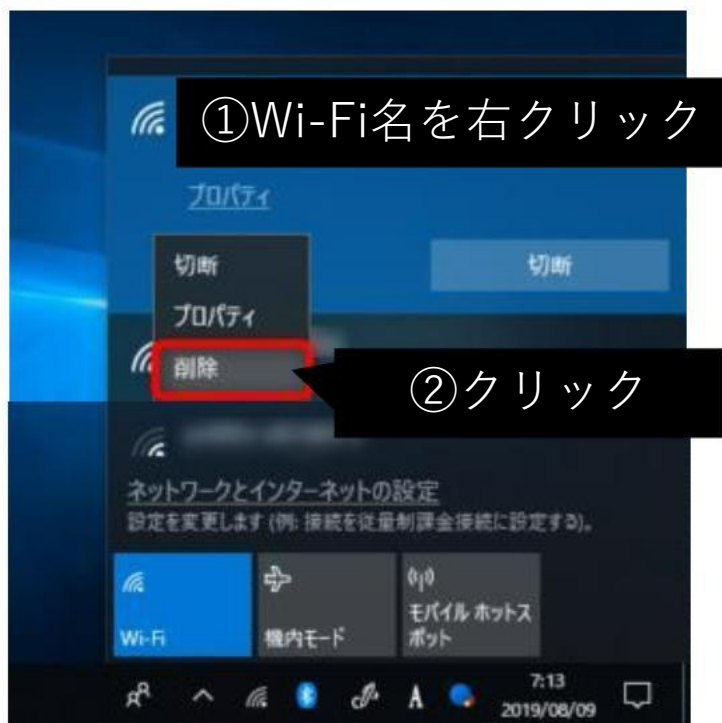 ①Wi-Fi名を右クリック
プロパティ
切断
切断
プロパティ
削除
②クリック
ネットワークとインターネットの設定
設定を変更します (例: 接続を従量制課金接続に設定する)。
Wi-Fi
機内モード
モバイル ホットス
ポット
A
7:13
2019/08/09